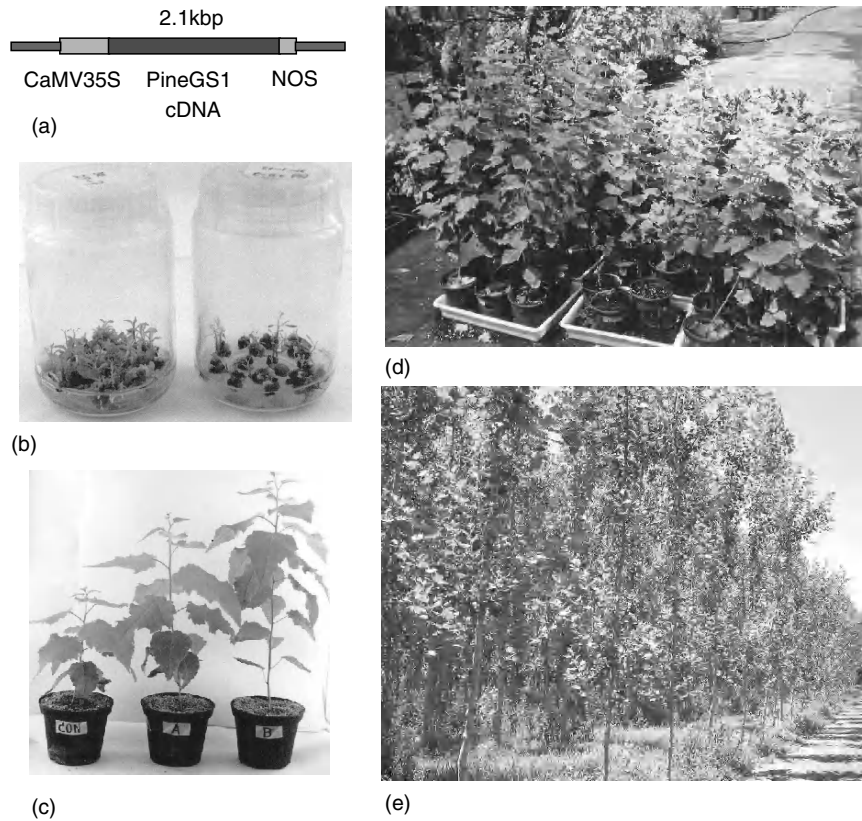 2.1kbp
CaMV35S PineGS1 NOS
cDNA
(a)
(b)
CON A B
(c)
(d)
(e)